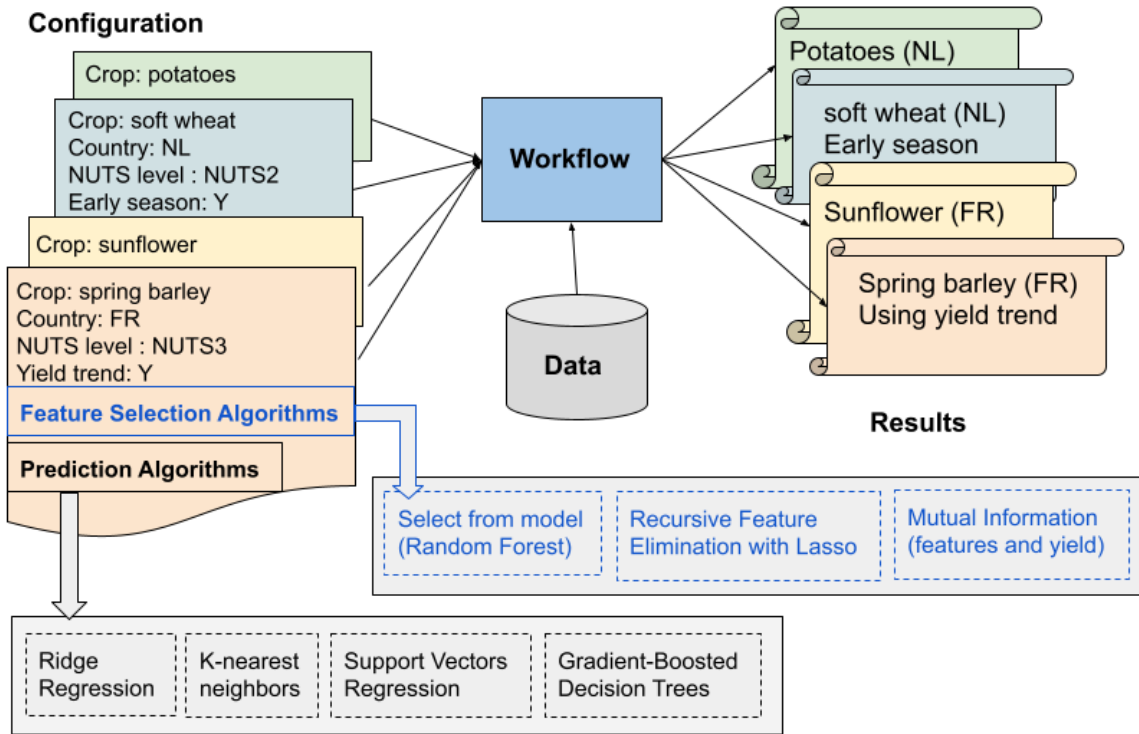 Configuration
Crop: potatoes
Crop: soft wheat
Country: NL
NUTS level : NUTS2
Early season: Y
Crop: sunflower
Crop: spring barley
Country: FR
NUTS level : NUTS3
Yield trend: Y
Feature Selection Algorithms
Prediction Algorithms
Workflow
Data
Potatoes (NL)
soft wheat (NL)
Early season
Sunflower (FR)
Spring barley (FR)
Using yield trend
Results
Select from model
(Random Forest)
Recursive Feature
Elimination with Lasso
Mutual Information
(features and yield)
Ridge
Regression
K-nearest
neighbors
Support Vectors
Regression
Gradient-Boosted
Decision Trees